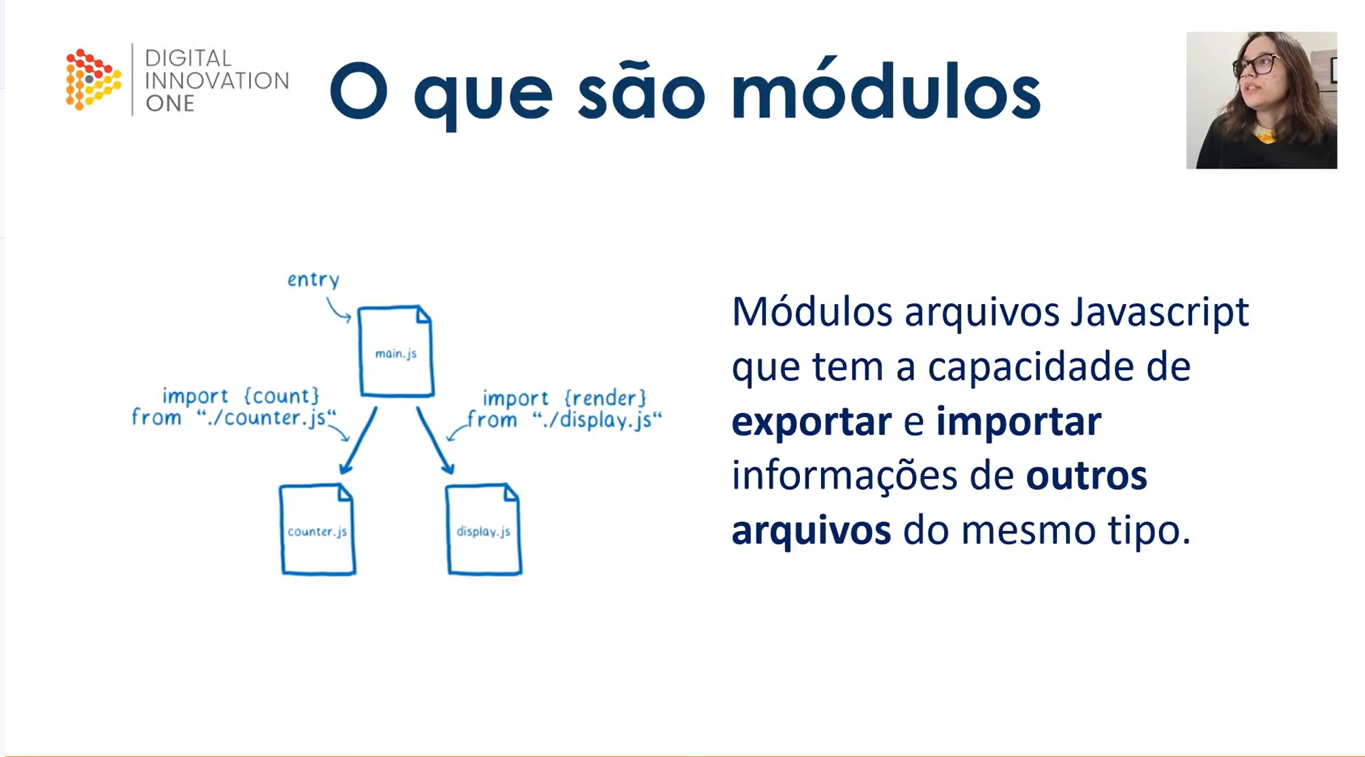 DIGITAL
INNOVATION
ONE
O que são módulos
entry
main.js
import {count}
from “./counter.js“
import {render}
from “./display.js“
counter.js
display.js
Módulos arquivos Javascript
que tem a capacidade de
exportar e importar
informações de outros
arquivos do mesmo tipo.